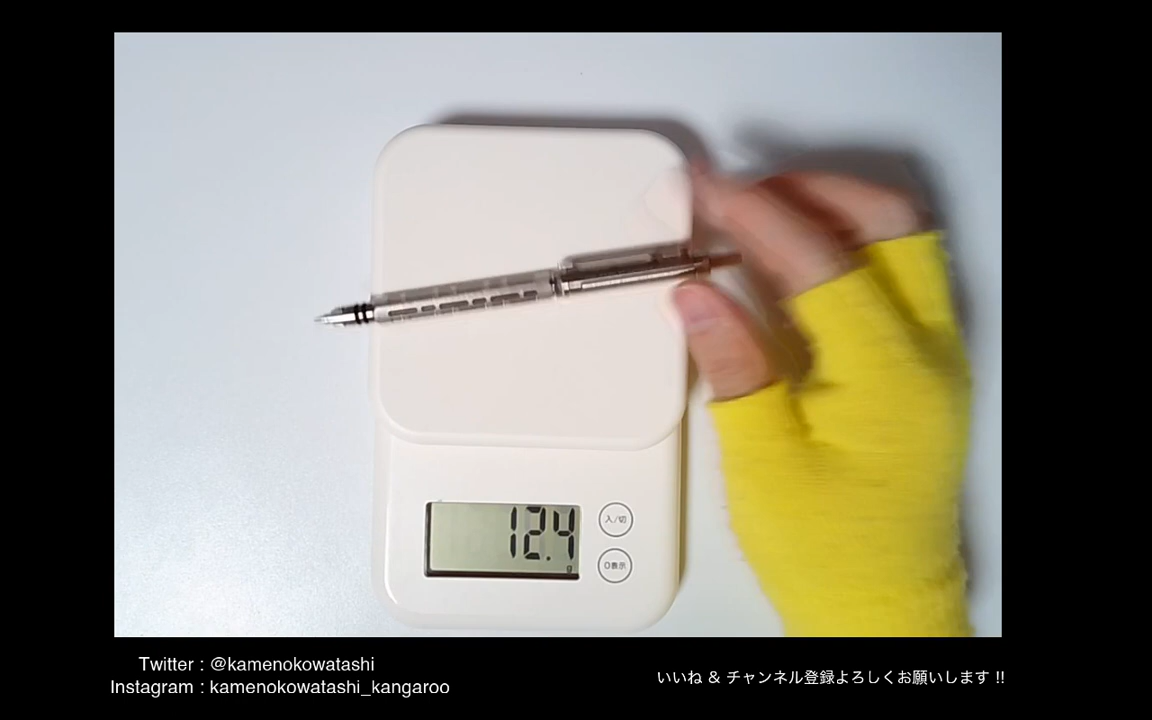 12.4
g
入/切
0表示
Twitter : @kamenokowatashi
Instagram : kamenokowatashi_kangaroo
いいね & チャンネル登録よろしくお願いします !!